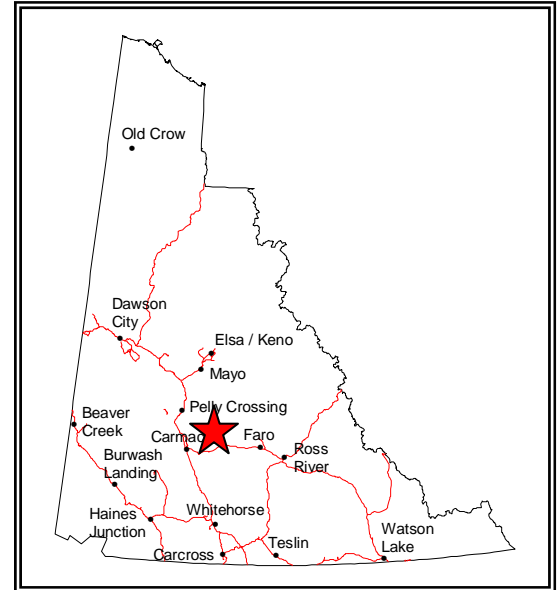 Old Crow
Dawson
City
Elsa / Keno
Mayo
Pelly Crossing
Beaver
Creek
Carmac
Faro
Ross
River
Burwash
Landing
Haines
Junction
Whitehorse
Watson
Lake
Teslin
Carcross